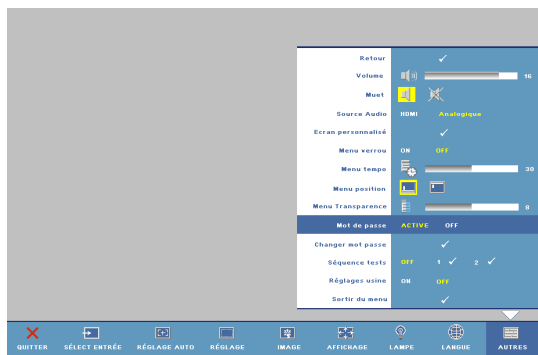 Retour
Volume 16
Muet
Source Audio HDMI Analogique
Ecran personnalisé
Menu verrou ON OFF
Menu tempo 30
Menu position
Menu Transparence 8
Mot de passe ACTIVE OFF
Changer mot passe
Séquence tests OFF 1 2
Réglages usine ON OFF
Sortir du menu
QUITTER SÉLECT ENTRÉE RÉGLAGE AUTO RÉGLAGE IMAGE AFFICHAGE LAMPE LANGUE AUTRES